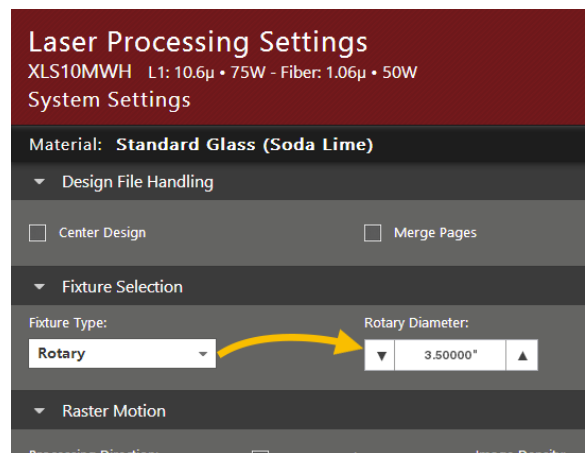 Laser Processing Settings
XLS10MWH L1: 10.6μ • 75W - Fiber: 1.06μ • 50W
System Settings
Material: Standard Glass (Soda Lime)
Design File Handling
Center Design Merge Pages
Fixture Selection
Fixture Type: Rotary Diameter:
Rotary 3.50000"
Raster Motion